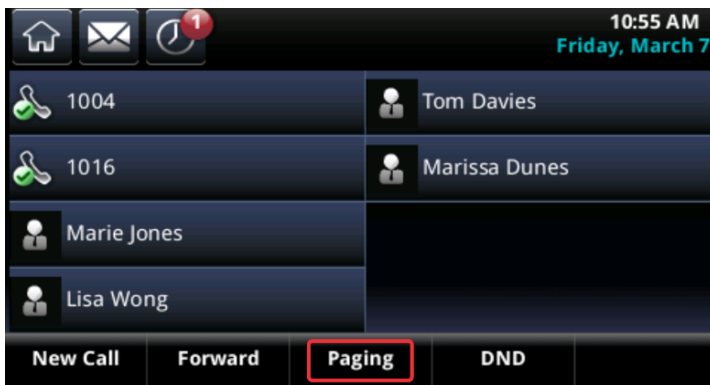 1
10:55 AM
Friday, March 7
1004
Tom Davies
1016
Marissa Dunes
Marie Jones
Lisa Wong
New Call Forward Paging DND